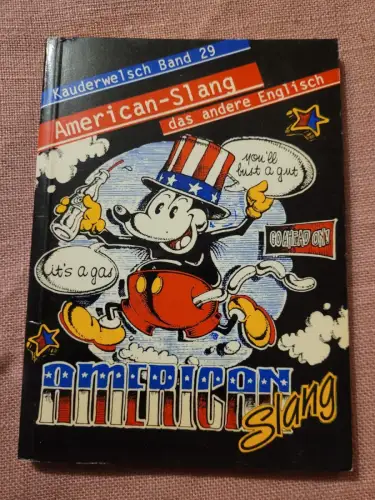 Kauderwelsch Band 29
American-Slang
das andere Englisch
you'll
bust a gut
GO AHEAD ON!
it's a gas
AMERICAN
Slang